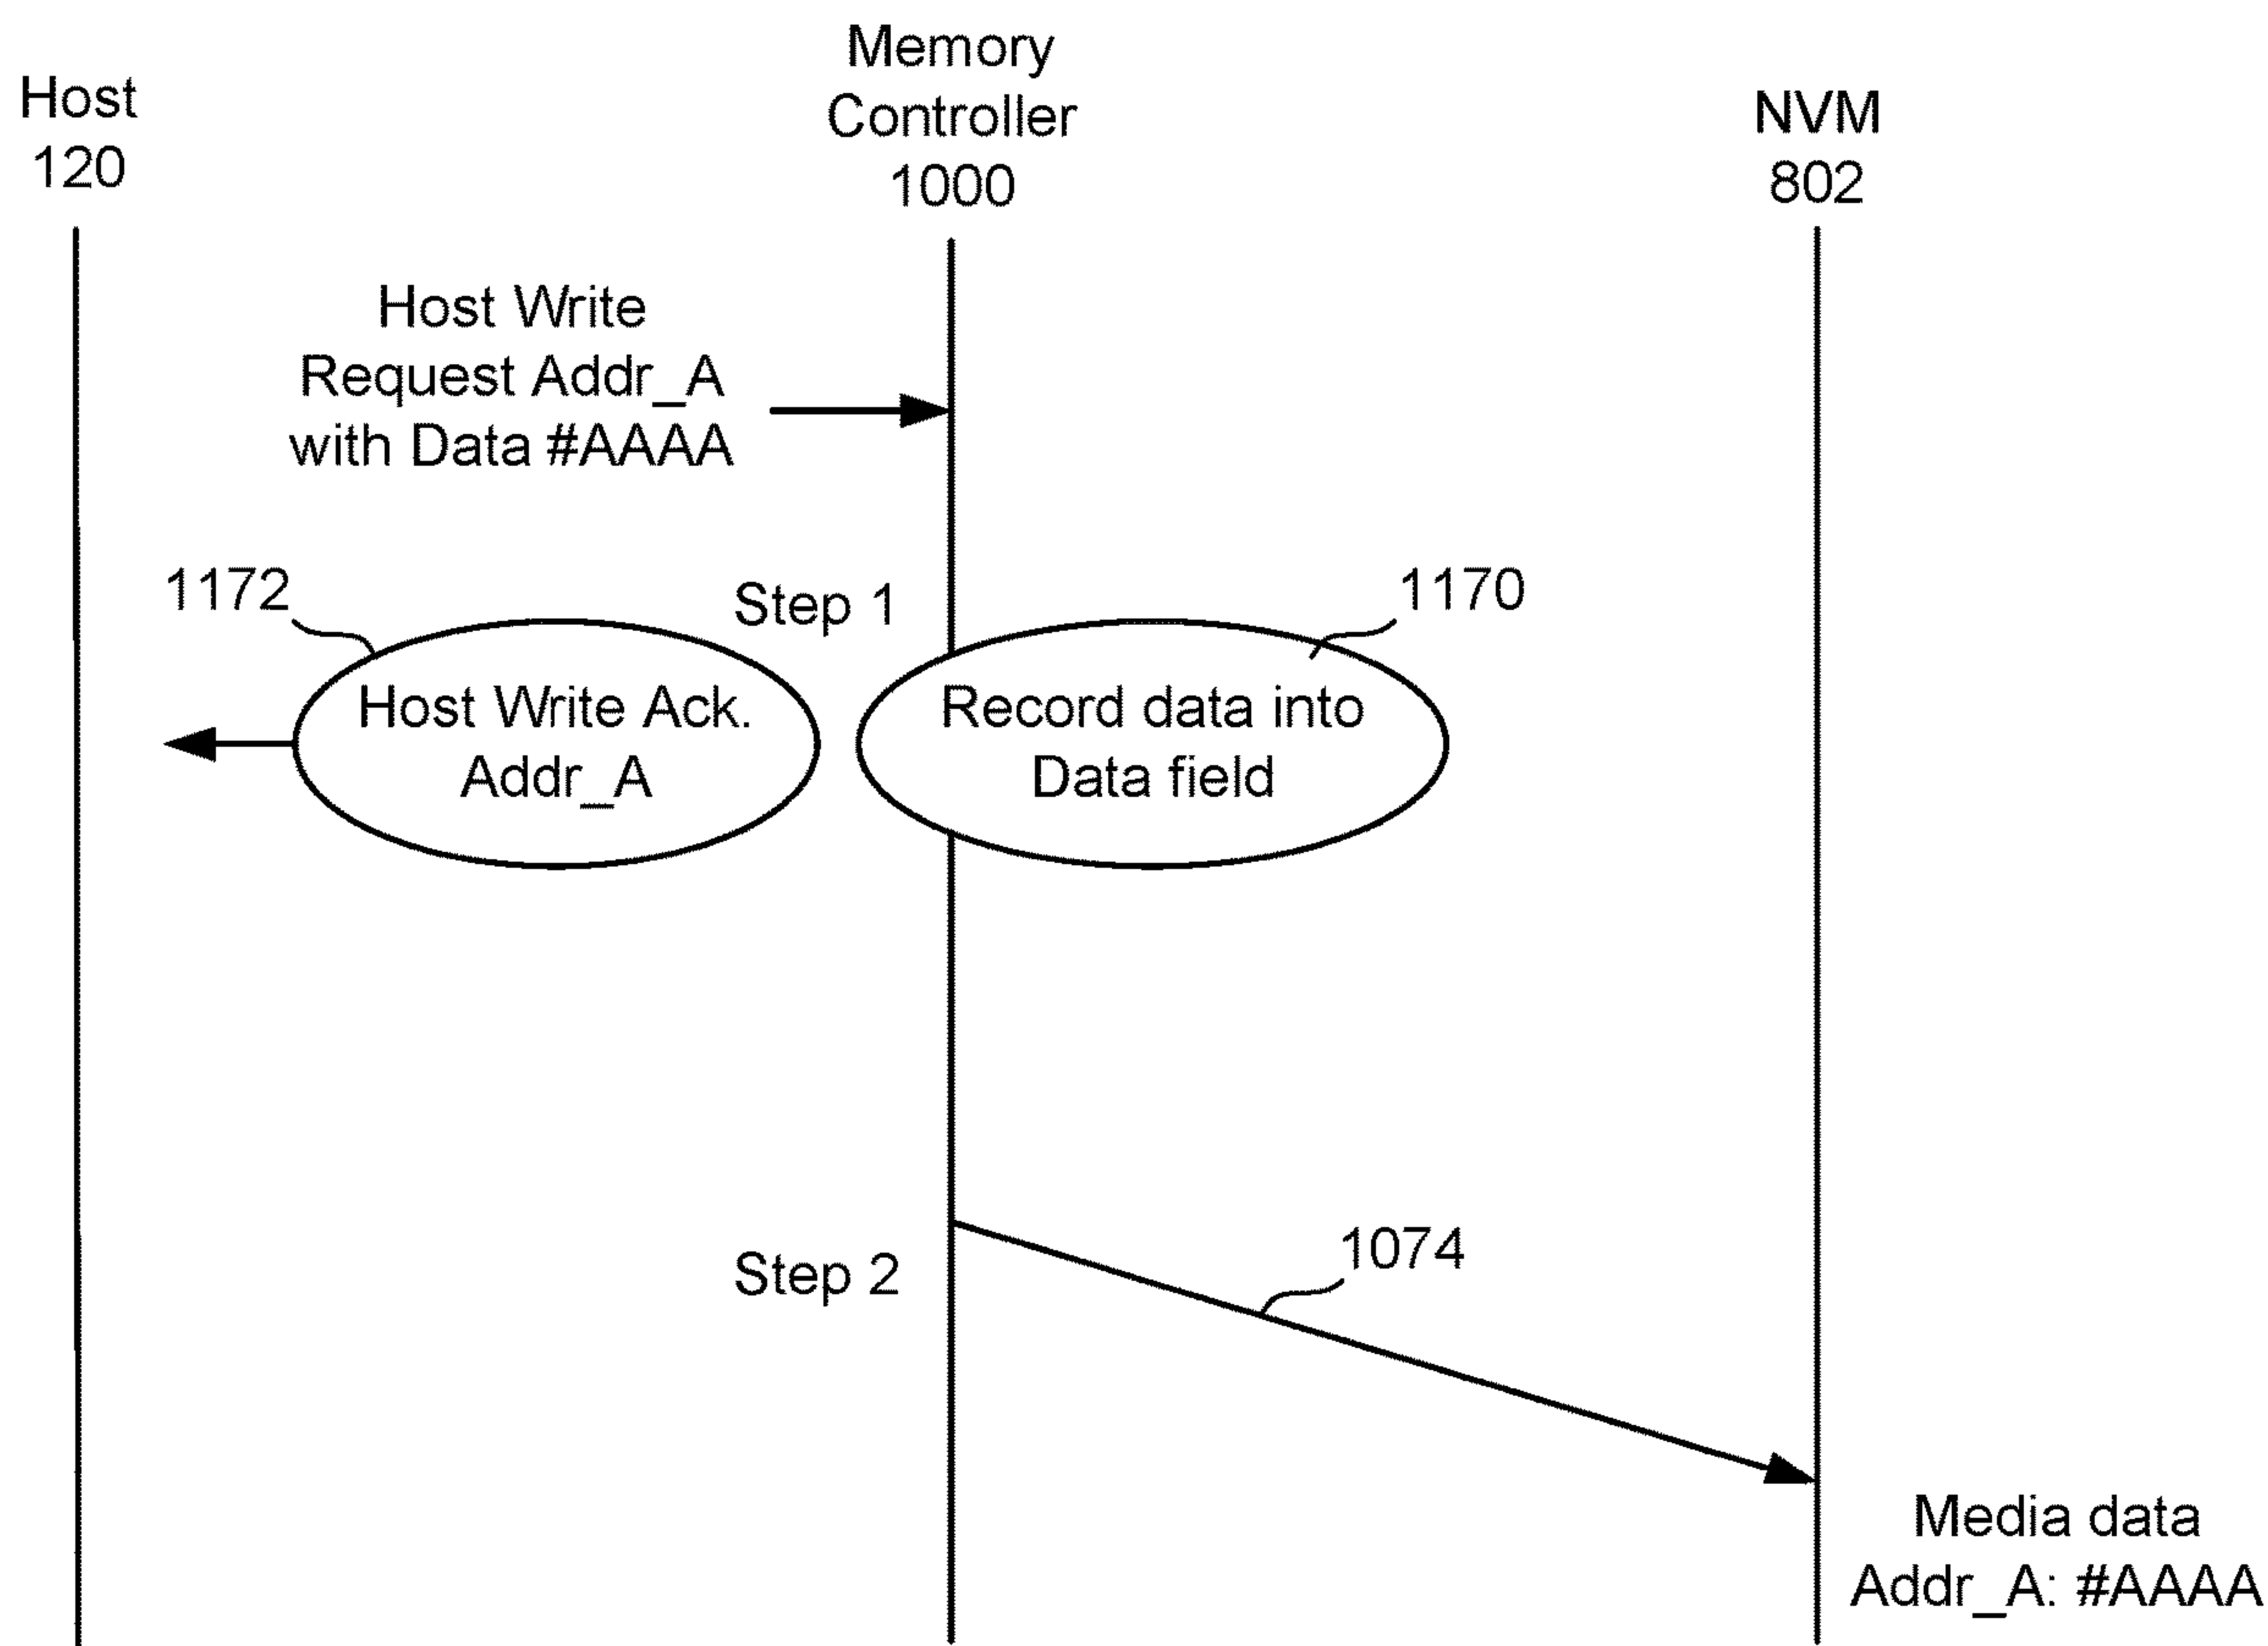 Host
120
Memory
Controller
1000
NVM
802
Host Write
Request Addr_A
with Data #AAAA
1172
Step 1
1170
Host Write Ack.
Addr_A
Record data into
Data field
Step 2
1074
Media data
Addr_A: #AAAA